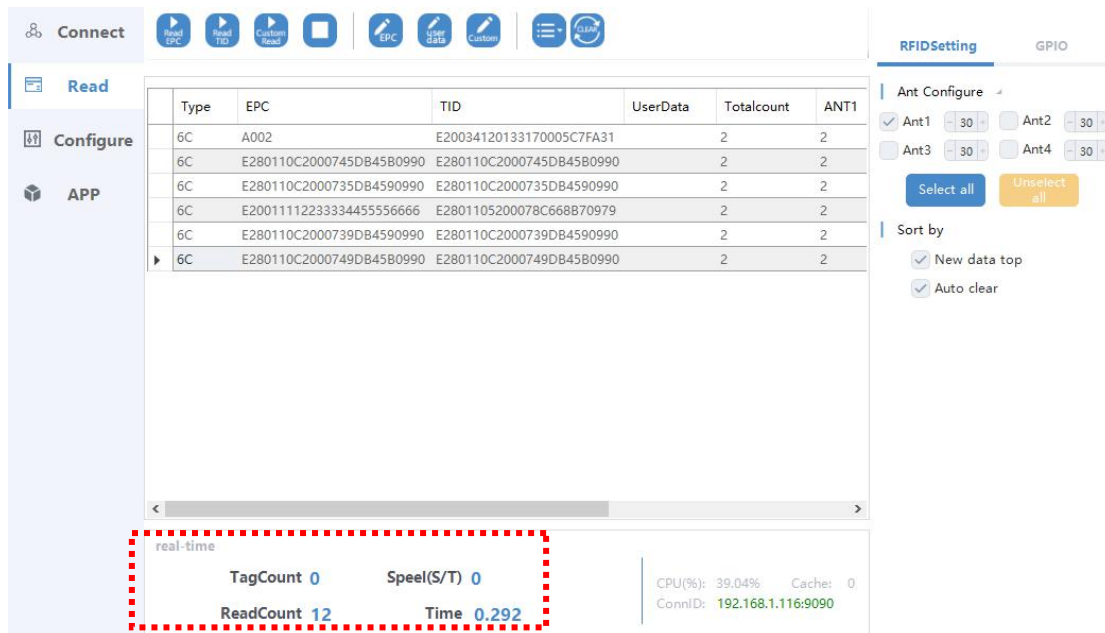 Connect
Read EPC
Read TID
Custom Read
EPC
user data
Custom
CLEAR
RFIDSetting GPIO
Read
Configure
APP
Type EPC TID UserData Totalcount ANT1
6C A002 E20034120133170005C7FA31 2 2
6C E280110C2000745DB45B0990 E280110C2000745DB45B0990 2 2
6C E280110C2000735DB4590990 E280110C2000735DB4590990 2 2
6C E20011112233334455556666 E2801105200078C668B70979 2 2
6C E280110C2000739DB4590990 E280110C2000739DB4590990 2 2
6C E280110C2000749DB45B0990 E280110C2000749DB45B0990 2 2
Ant Configure
Ant1 - 30 + Ant2 - 30 +
Ant3 - 30 + Ant4 - 30 +
Select all Unselect all
Sort by
New data top
Auto clear
real-time
TagCount 0 Speel(S/T) 0
ReadCount 12 Time 0.292
CPU(%): 39.04% Cache: 0
ConnID: 192.168.1.116:9090